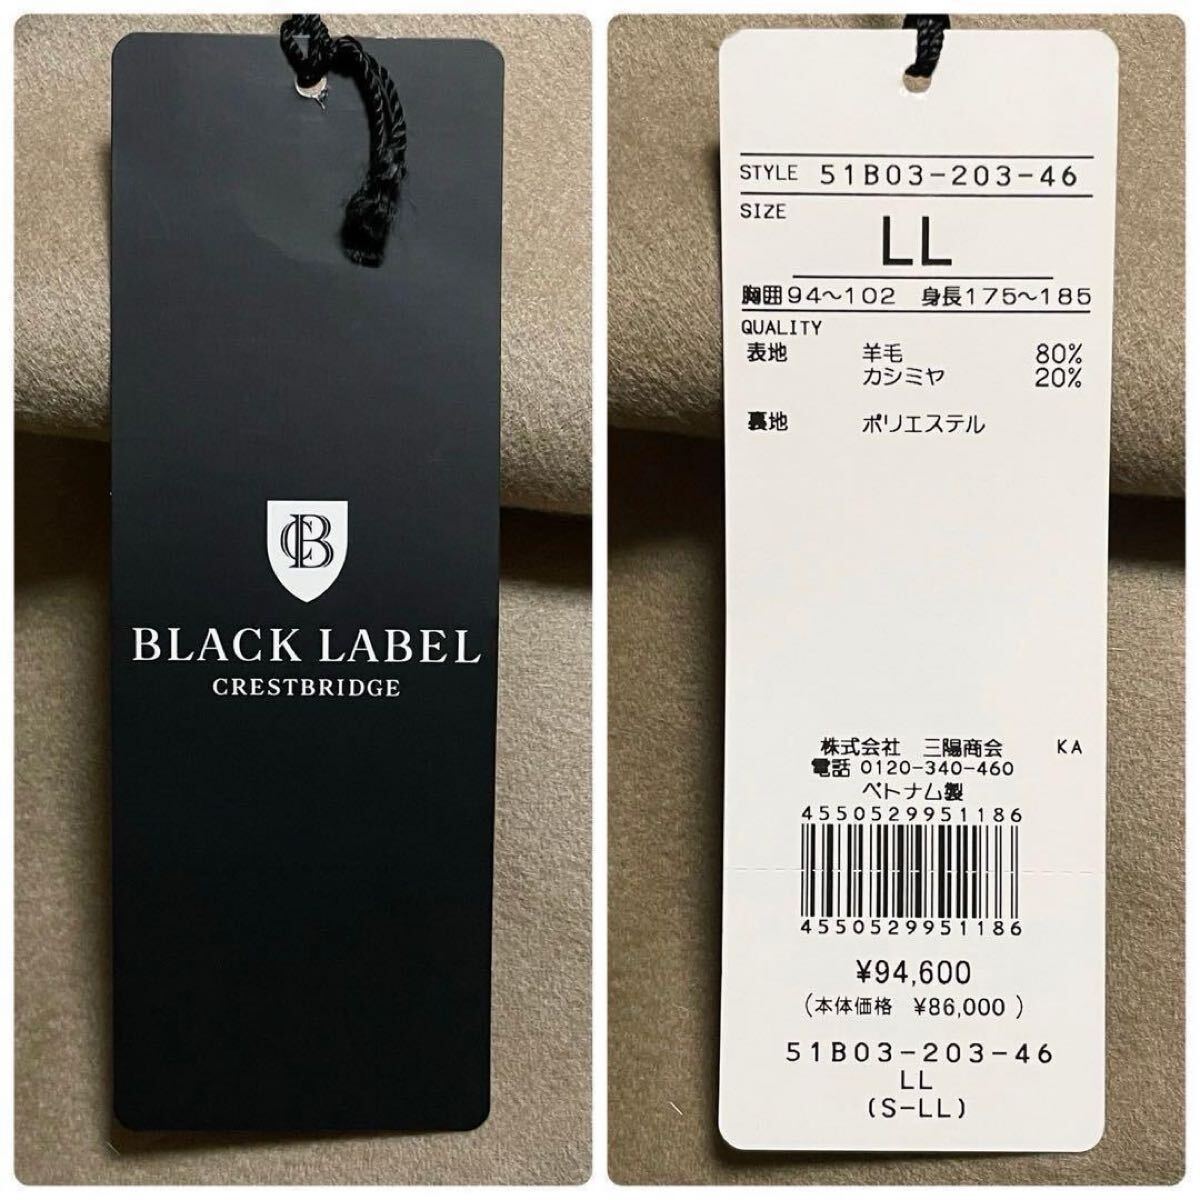 CB
BLACK LABEL
CRESTBRIDGE
STYLE 51B03-203-46
SIZE
LL
胸囲94～102 身長175～185
QUALITY
表地 羊毛 80%
カシミヤ 20%
裏地 ポリエステル
株式会社 三陽商会 KA
電話 0120-340-460
ベトナム製
4550529951186
4550529951186
¥94,600
(本体価格 ¥86,000)
51B03-203-46
LL
(S-LL)